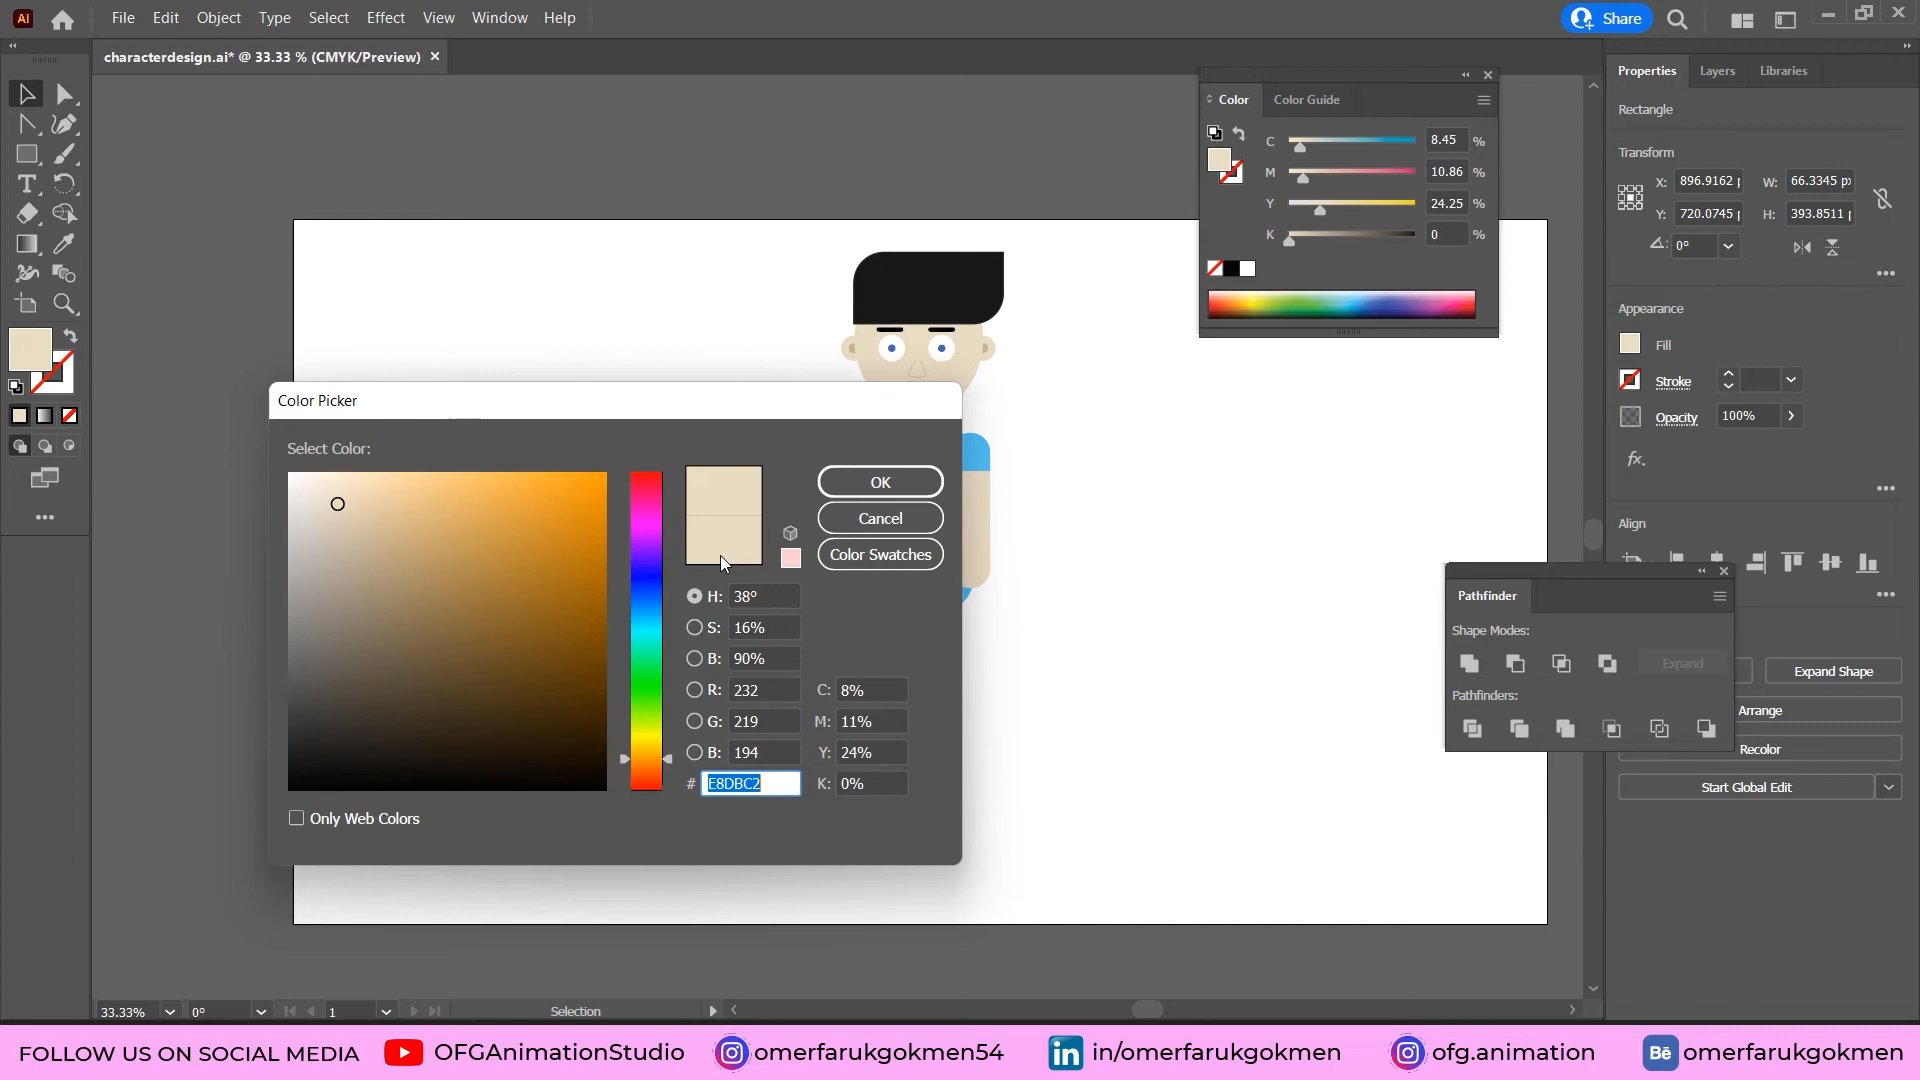 Ai File Edit Object Type Select Effect View Window Help Share
characterdesign.ai* @ 33.33 % (CMYK/Preview)
Color Color Guide
C 8.45 %
M 10.86 %
Y 24.25 %
K 0 %
Properties Layers Libraries
Rectangle
Transform
X: 896.9162 W: 66.3345 px
Y: 720.0745 H: 393.8511
0°
Appearance
Fill
Stroke
Opacity 100%
fx.
Align
Pathfinder
Shape Modes:
Expand
Pathfinders:
Expand Shape
Arrange
Recolor
Start Global Edit
Color Picker
Select Color:
OK
Cancel
Color Swatches
H: 38°
S: 16%
B: 90%
R: 232 C: 8%
G: 219 M: 11%
B: 194 Y: 24%
# E8DBC2 K: 0%
Only Web Colors
33.33% 0° 1 Selection
FOLLOW US ON SOCIAL MEDIA OFGAnimationStudio omerfarukgokmen54 in in/omerfarukgokmen ofg.animation Bē omerfarukgokmen